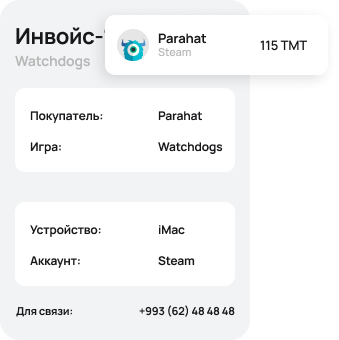 Инвойс-
Watchdogs
Parahat
Steam
115 TMT
Покупатель: Parahat
Игра: Watchdogs
Устройство: iMac
Аккаунт: Steam
Для связи: +993 (62) 48 48 48